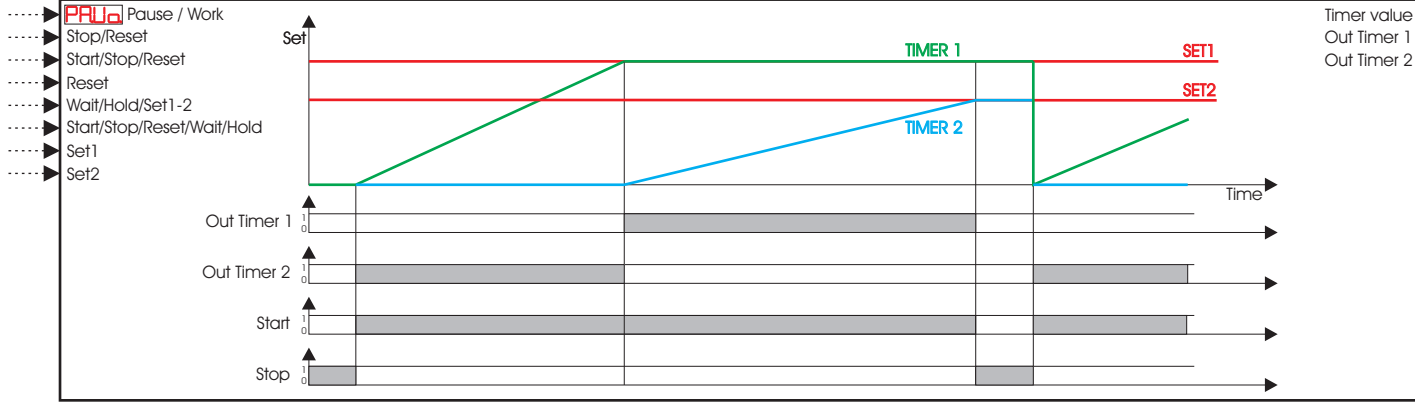 PAUo Pause / Work
Stop/Reset
Start/Stop/Reset
Reset
Wait/Hold/Set1-2
Start/Stop/Reset/Wait/Hold
Set1
Set2
Set
TIMER 1
SET1
SET2
TIMER 2
Time
Out Timer 1
1
0
Out Timer 2
1
0
Start
1
0
Stop
1
0
Timer value
Out Timer 1
Out Timer 2